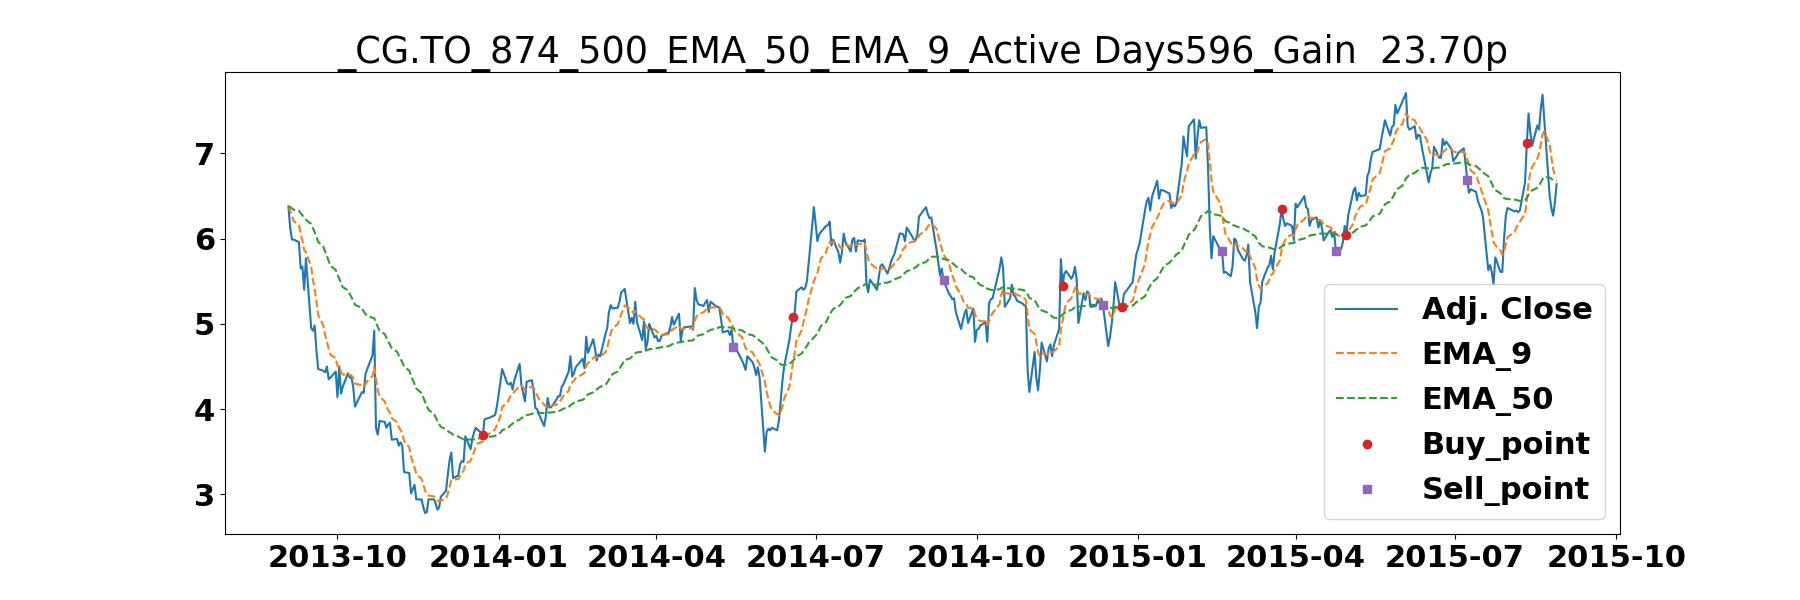 _CG.TO_874_500_EMA_50_EMA_9_Active Days596_Gain  23.70p
7
6
5
4
3
Adj. Close
EMA_9
EMA_50
Buy_point
Sell_point
2013-10 2014-01 2014-04 2014-07 2014-10 2015-01 2015-04 2015-07 2015-10